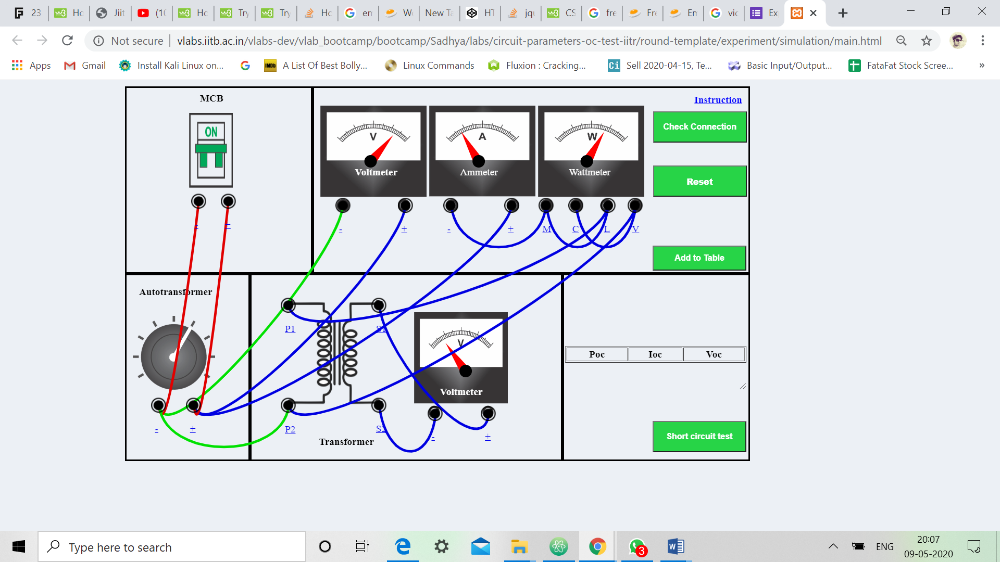 23 Hc Jiit (1( Hc Try Try Hc en W New Ta HT jqu CS fre Fre En vic Ex
Not secure vlabs.iitb.ac.in/vlabs-dev/vlab_bootcamp/bootcamp/Sadhya/labs/circuit-parameters-oc-test-iitr/round-template/experiment/simulation/main.html
Apps Gmail Install Kali Linux on... A List Of Best Bolly... Linux Commands Fluxion : Cracking... Sell 2020-04-15, Te... Basic Input/Output... FataFat Stock Scree... »
MCB
ON
- +
Instruction
V
Voltmeter
A
Ammeter
W
Wattmeter
- + - + M C L V
Check Connection
Reset
Add to Table
Autotransformer
- +
P1 S1
P2 S2
Transformer
V
Voltmeter
- +
Poc Ioc Voc
Short circuit test
Type here to search
3
ENG
20:07
09-05-2020